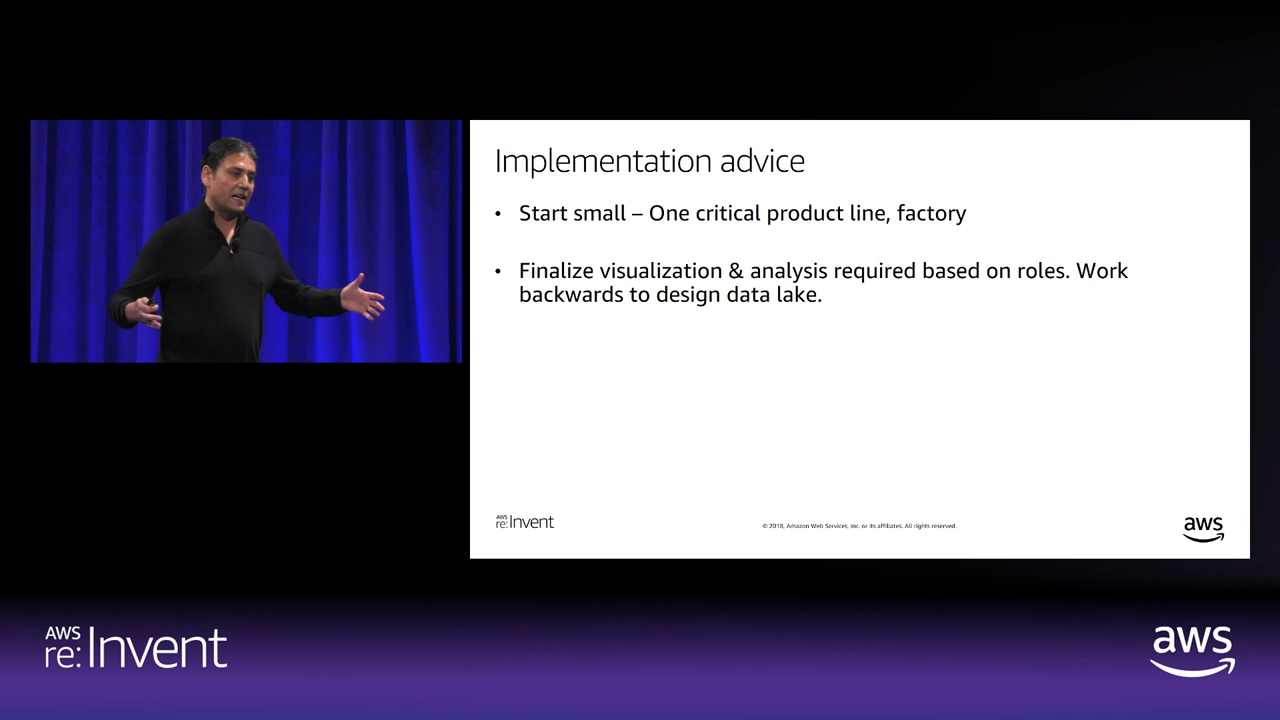 Implementation advice
• Start small – One critical product line, factory
• Finalize visualization & analysis required based on roles. Work
backwards to design data lake.
AWS
re:Invent
© 2018, Amazon Web Services, Inc. or its affiliates. All rights reserved.
aws
AWS
re:Invent
aws